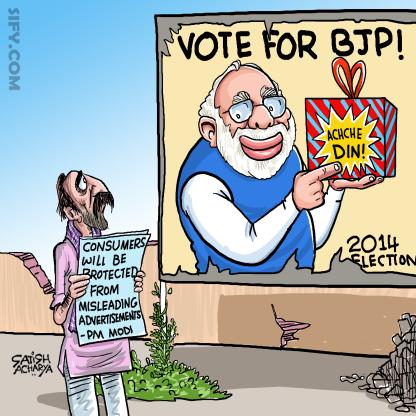 SIFY.COM
VOTE FOR BJP!
ACHCHE
DIN!
2014
ELECTION
CONSUMERS
WILL BE
PROTECTED
FROM
MISLEADING
ADVERTISEMENTS
- PM MODI
SATISH
ACHARYA